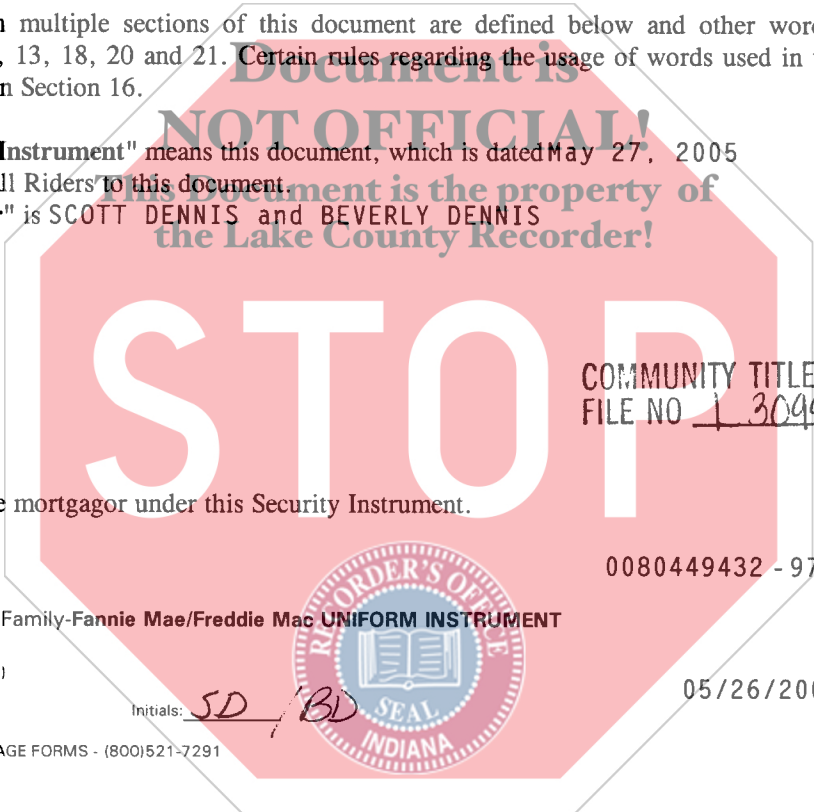 multiple sections of this document are defined below and other
13, 18, 20 and 21. Certain rules regarding the usage of words used in
Section 16.
Document is
NOT OFFICIAL!
This Document is the property of
the Lake County Recorder!
Instrument" means this document, which is dated May 27, 2005
Riders to this document.
" is SCOTT DENNIS and BEVERLY DENNIS
STOP
COMMUNITY TITLE
FILE NO
mortgagor under this Security Instrument.
0080449432 - 97
Family-Fannie Mae/Freddie Mac UNIFORM INSTRUMENT
RECORDER'S OFFICE
SEAL
INDIANA
Initials: SD / BD
05/26/200
FORMS - (800)521-7291